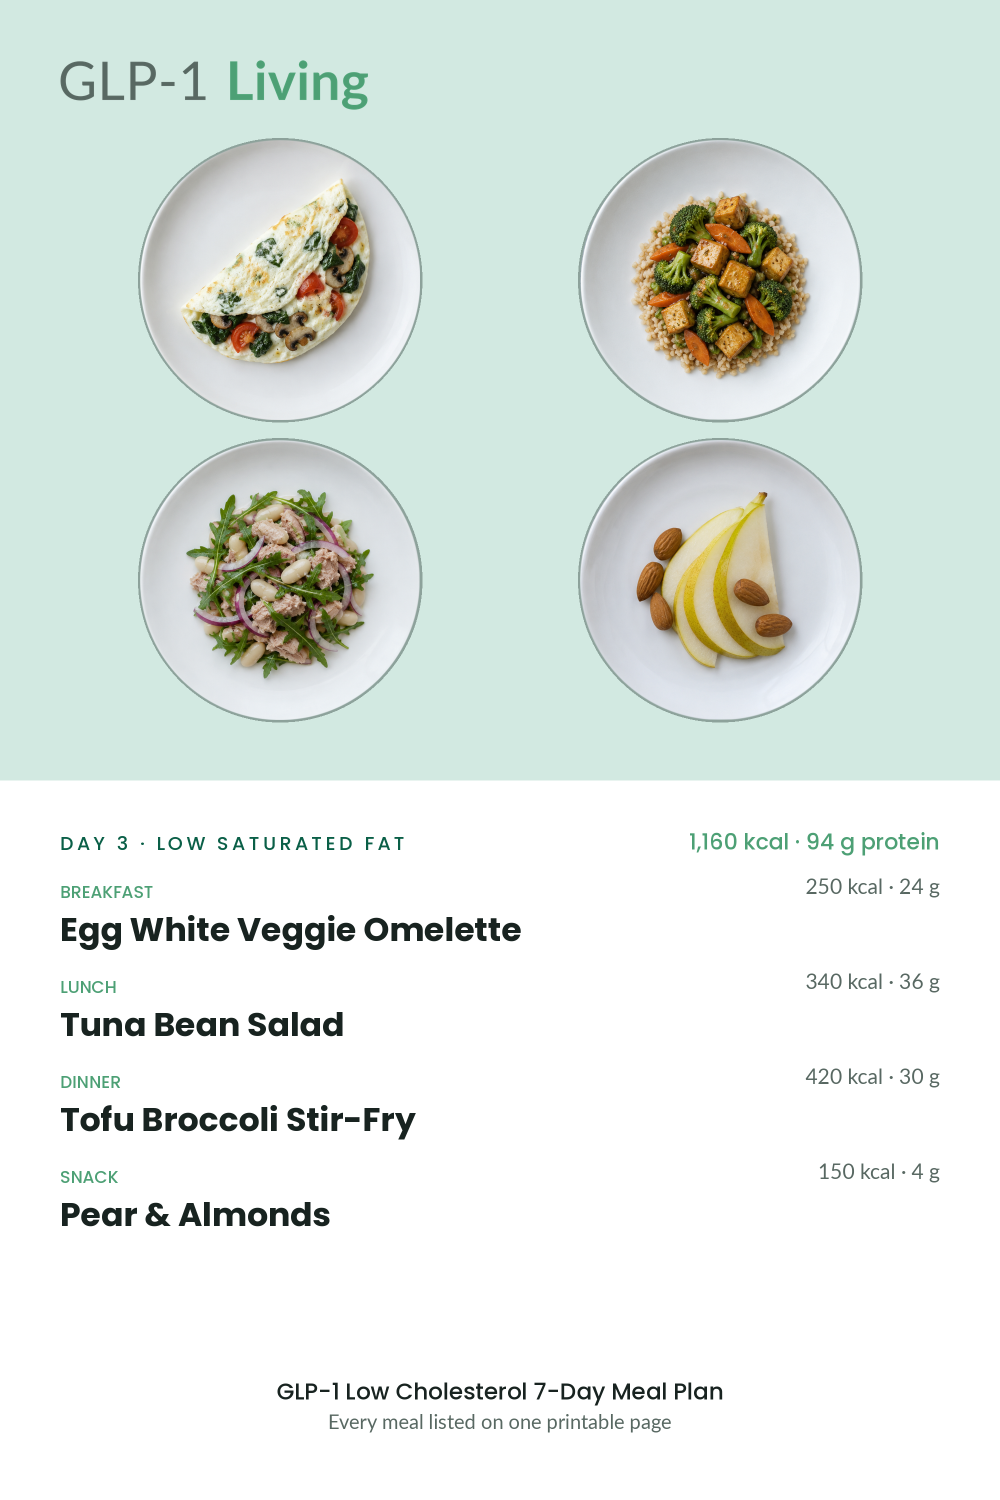 GLP-1 Living
DAY 3 · LOW SATURATED FAT
1,160 kcal · 94 g protein
BREAKFAST
250 kcal · 24 g
Egg White Veggie Omelette
LUNCH
340 kcal · 36 g
Tuna Bean Salad
DINNER
420 kcal · 30 g
Tofu Broccoli Stir-Fry
SNACK
150 kcal · 4 g
Pear & Almonds
GLP-1 Low Cholesterol 7-Day Meal Plan
Every meal listed on one printable page